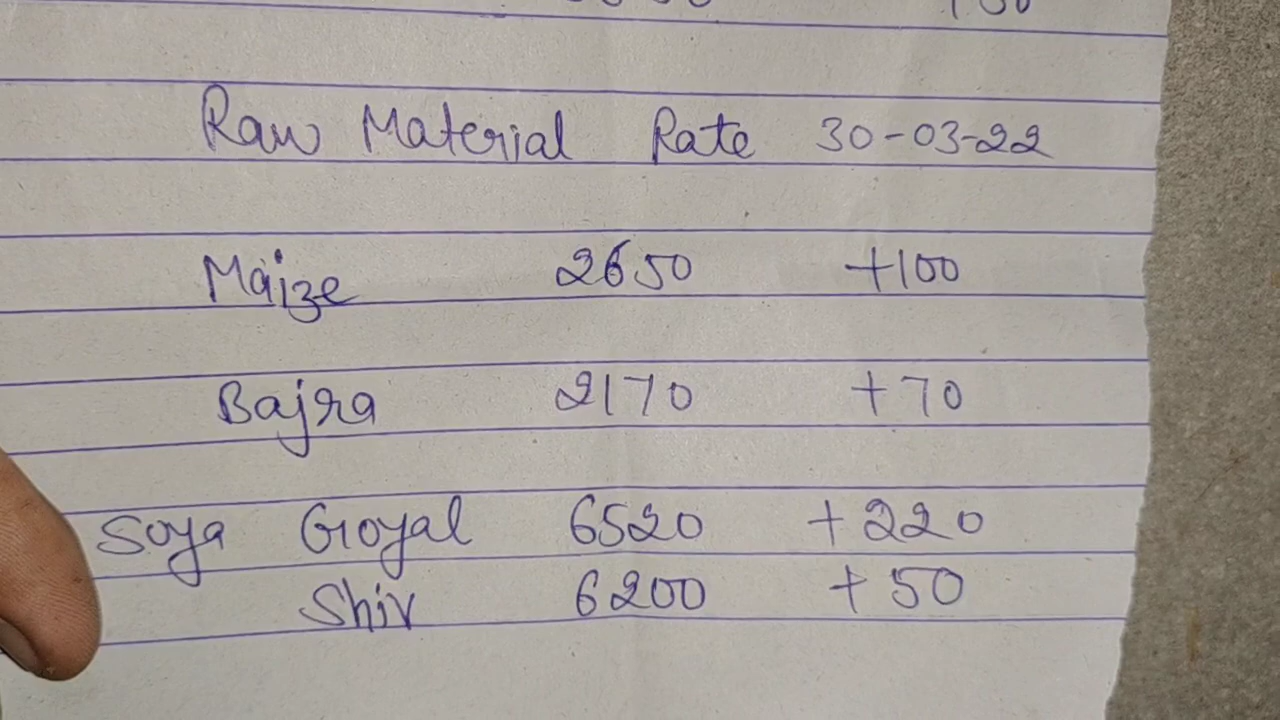 Raw Material Rate 30-03-22
Maize 2650 +100
Bajra 2170 +70
Soya Goyal 6520 +220
Shiv 6200 +50